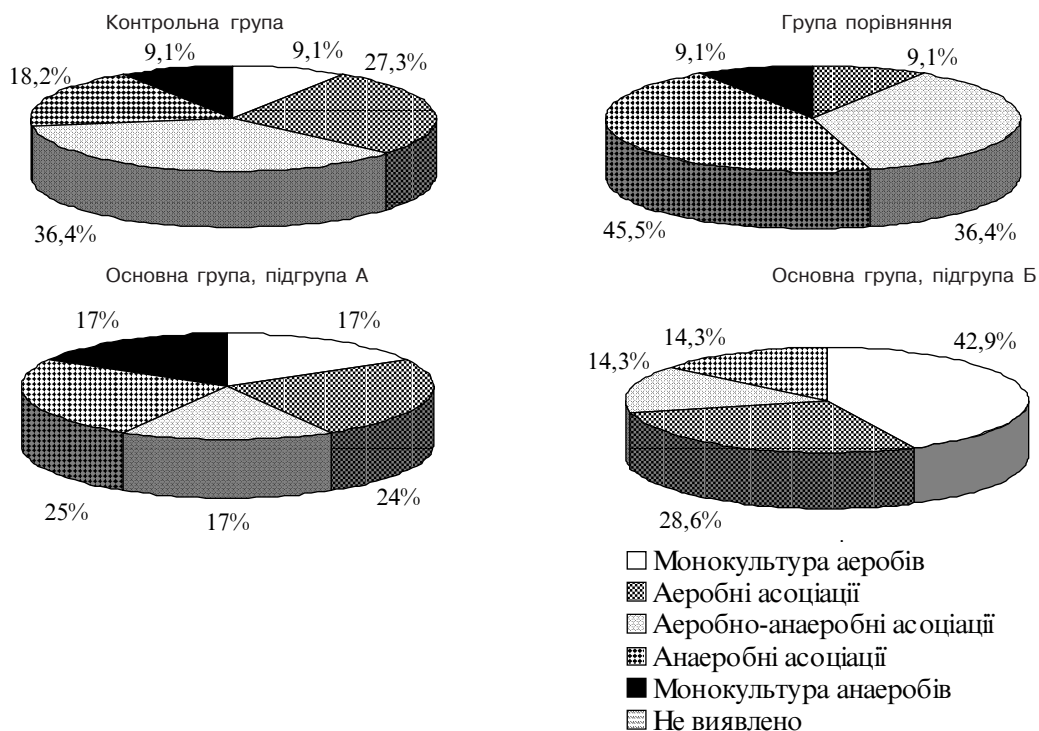 Контрольна група
9,1%
9,1%
18,2%
27,3%
36,4%
Група порівняння
9,1%
9,1%
45,5%
36,4%
Основна група, підгрупа А
17%
17%
25%
17%
24%
Основна група, підгрупа Б
14,3%
42,9%
14,3%
28,6%
Монокультура аеробів
Аеробні асоціації
Аеробно-анаеробні асоціації
Анаеробні асоціації
Монокультура анаеробів
Не виявлено